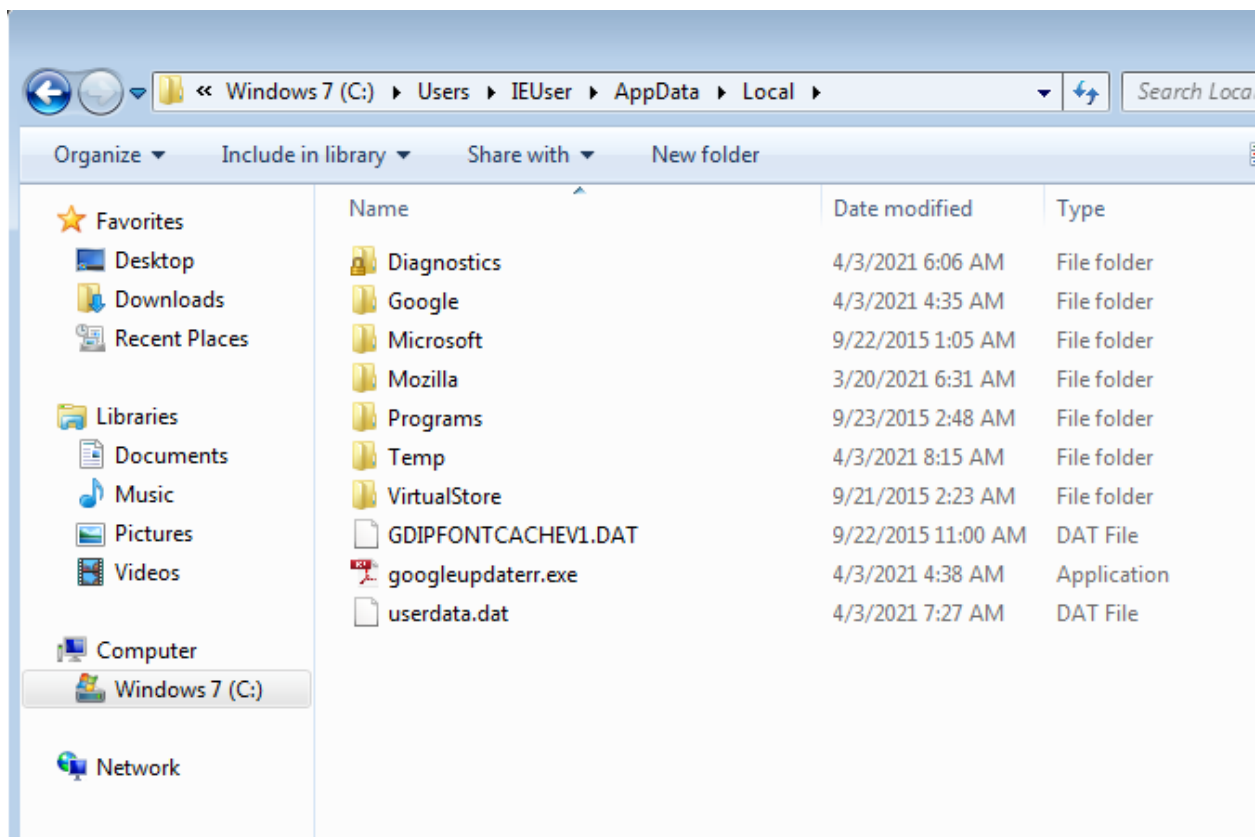 « Windows 7 (C:) ▸ Users ▸ IEUser ▸ AppData ▸ Local ▸
Search Loca
Organize Include in library Share with New folder
Favorites
Desktop
Downloads
Recent Places
Libraries
Documents
Music
Pictures
Videos
Computer
Windows 7 (C:)
Network
Name Date modified Type
Diagnostics 4/3/2021 6:06 AM File folder
Google 4/3/2021 4:35 AM File folder
Microsoft 9/22/2015 1:05 AM File folder
Mozilla 3/20/2021 6:31 AM File folder
Programs 9/23/2015 2:48 AM File folder
Temp 4/3/2021 8:15 AM File folder
VirtualStore 9/21/2015 2:23 AM File folder
GDIPFONTCACHEV1.DAT 9/22/2015 11:00 AM DAT File
googleupdaterr.exe 4/3/2021 4:38 AM Application
userdata.dat 4/3/2021 7:27 AM DAT File